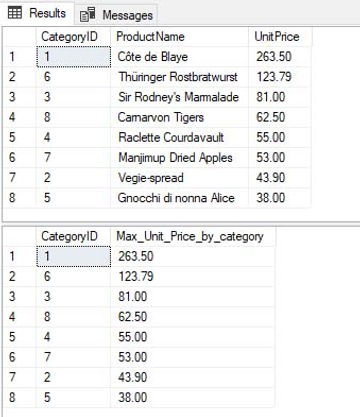 Results Messages
CategoryID ProductName UnitPrice
1 1 Côte de Blaye 263.50
2 6 Thüringer Rostbratwurst 123.79
3 3 Sir Rodney's Marmalade 81.00
4 8 Carnarvon Tigers 62.50
5 4 Raclette Courdavault 55.00
6 7 Manjimup Dried Apples 53.00
7 2 Vegie-spread 43.90
8 5 Gnocchi di nonna Alice 38.00
CategoryID Max_Unit_Price_by_category
1 1 263.50
2 6 123.79
3 3 81.00
4 8 62.50
5 4 55.00
6 7 53.00
7 2 43.90
8 5 38.00